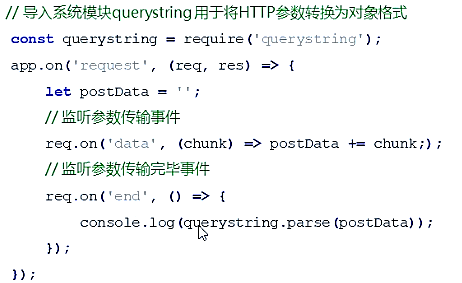 // 导入系统模块querystring 用于将HTTP参数转换为对象格式
const querystring = require('querystring');
app.on('request', (req, res) => {
    let postData = '';
    // 监听参数传输事件
    req.on('data', (chunk) => postData += chunk;);
    // 监听参数传输完毕事件
    req.on('end', () => {
        console.log(querystring.parse(postData));
    });
});